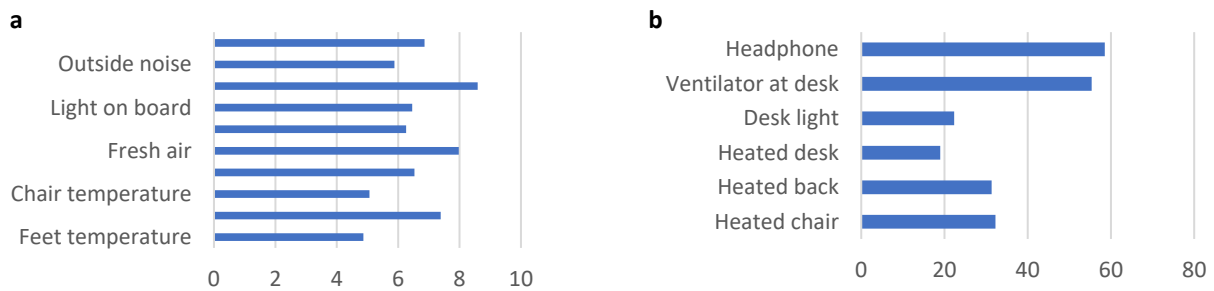 a
Outside noise
Light on board
Fresh air
Chair temperature
Feet temperature
0 2 4 6 8 10
b
Headphone
Ventilator at desk
Desk light
Heated desk
Heated back
Heated chair
0 20 40 60 80